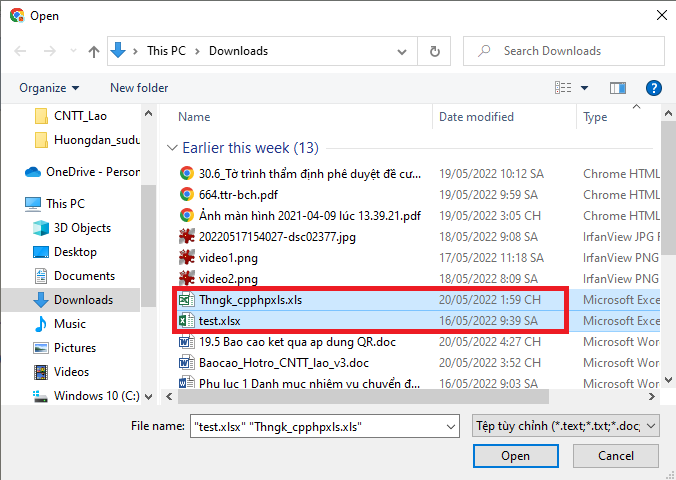 Open
This PC > Downloads
Search Downloads
Organize
New folder
CNTT_Lao
Huongdan_sudu
OneDrive - Person
This PC
3D Objects
Desktop
Documents
Downloads
Music
Pictures
Videos
Windows 10 (C:)
Name Date modified Type
Earlier this week (13)
30.6_Tờ trình thẩm định phê duyệt đề cư... 19/05/2022 10:12 SA Chrome HTML
664.ttr-bch.pdf 19/05/2022 9:59 SA Chrome HTML
Ảnh màn hình 2021-04-09 lúc 13.39.21.pdf 19/05/2022 3:05 CH Chrome HTML
20220517154027-dsc02377.jpg 18/05/2022 9:08 SA IrfanView JPG F
video1.png 17/05/2022 11:18 SA IrfanView PNG
video2.png 18/05/2022 8:09 SA IrfanView PNG
Thngk_cpphpxls.xls 20/05/2022 1:59 CH Microsoft Exce
test.xlsx 16/05/2022 9:39 SA Microsoft Exce
19.5 Bao cao ket qua ap dung QR.doc 20/05/2022 4:27 CH Microsoft Wor
Baocao_Hotro_CNTT_lao_v3.doc 20/05/2022 3:52 CH Microsoft Wor
Phu luc 1 Danh muc nhiệm vụ chuyển đ... 16/05/2022 9:03 SA Microsoft Wor
File name: "test.xlsx" "Thngk_cpphpxls.xls" Tệp tùy chỉnh (*.text;*.txt;*.doc;
Open Cancel